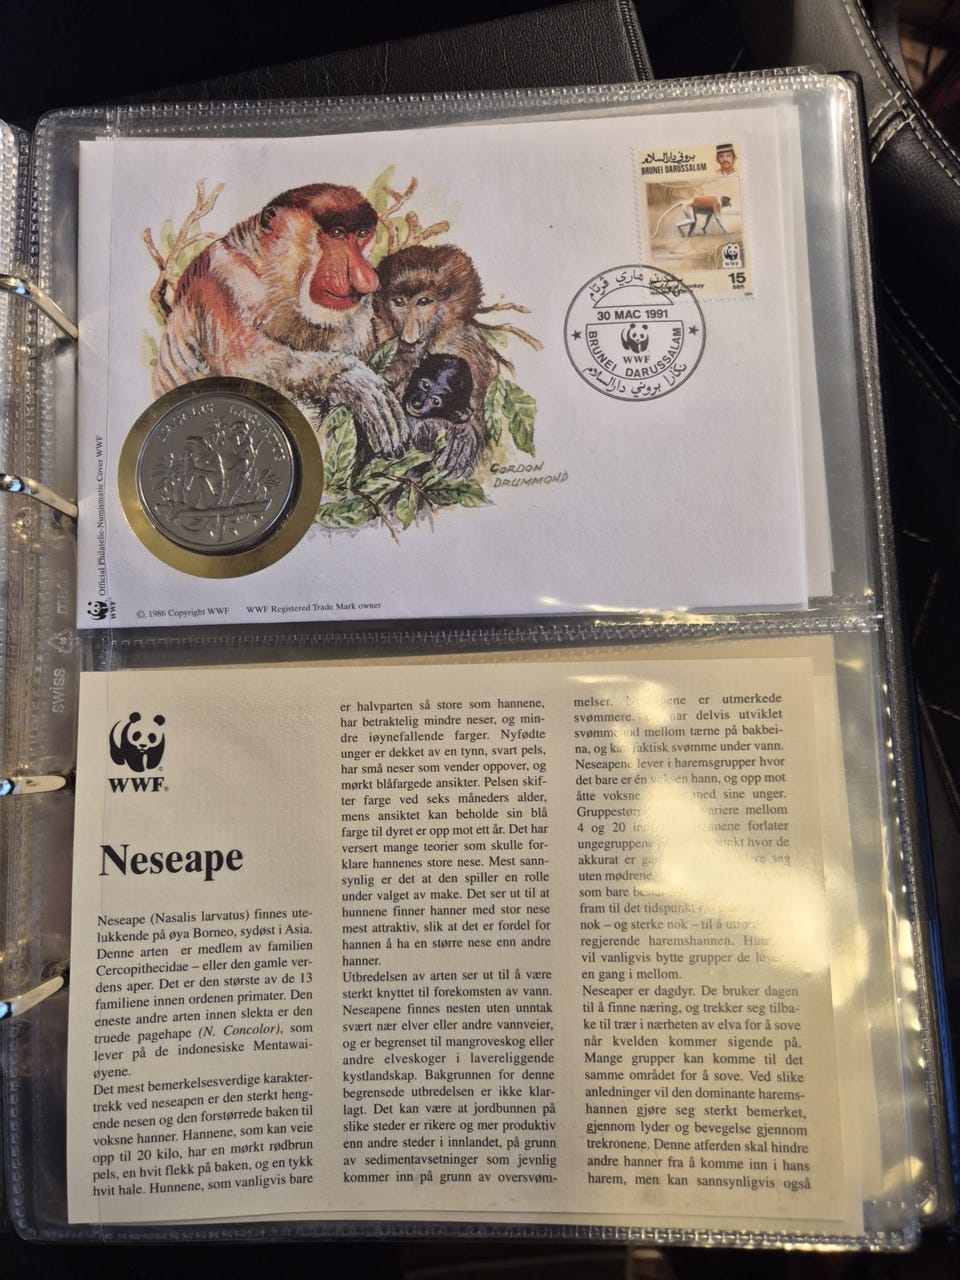 بروني دارالسلام
BRUNEI DARUSSALAM
WWF
15
sen
30 MAC 1991
WWF
BRUNEI DARUSSALAM
نڬارا بروني دارالسلام
GORDON
DRUMMOND
NASALIS LARVATUS
Official Philatelic-Numismatic Cover WWF
WWF
©, 1986 Copyright WWF WWF Registered Trade Mark owner
swiss made
WWF®
Neseape
Neseape (Nasalis larvatus) finnes ute-
lukkende på øya Borneo, sydøst i Asia.
Denne arten er medlem av familien
Cercopithecidae – eller den gamle ver-
dens aper. Det er den største av de 13
familiene innen ordenen primater. Den
eneste andre arten innen slekta er den
truede pagehape (N. Concolor), som
lever på de indonesiske Mentawai-
øyene.
Det mest bemerkelsesverdige karakter-
trekk ved neseapen er den sterkt heng-
ende nesen og den forstørrede baken til
voksne hanner. Hannene, som kan veie
opp til 20 kilo, har en mørkt rødbrun
pels, en hvit flekk på baken, og en tykk
hvit hale. Hunnene, som vanligvis bare
er halvparten så store som hannene,
har betraktelig mindre neser, og min-
dre iøynefallende farger. Nyfødte
unger er dekket av en tynn, svart pels,
har små neser som vender oppover, og
mørkt blåfargede ansikter. Pelsen skif-
ter farge ved seks måneders alder,
mens ansiktet kan beholde sin blå
farge til dyret er opp mot ett år. Det har
versert mange teorier som skulle for-
klare hannenes store nese. Mest sann-
synlig er det at den spiller en rolle
under valget av make. Det ser ut til at
hunnene finner hanner med stor nese
mest attraktiv, slik at det er fordel for
hannen å ha en større nese enn andre
hanner.
Utbredelsen av arten ser ut til å være
sterkt knyttet til forekomsten av vann.
Neseapene finnes nesten uten unntak
svært nær elver eller andre vannveier,
og er begrenset til mangroveskog eller
andre elveskoger i lavereliggende
kystlandskap. Bakgrunnen for denne
begrensede utbredelsen er ikke klar-
lagt. Det kan være at jordbunnen på
slike steder er rikere og mer produktiv
enn andre steder i innlandet, på grunn
av sedimentavsetninger som jevnlig
kommer inn på grunn av oversvøm-
melser. er utmerkede
svømmere. har delvis utviklet
svømmehud mellom tærne på bakbei-
na, og kan faktisk svømme under vann.
Neseapene lever i haremsgrupper hvor
det bare er én voksen hann, og opp mot
åtte voksne med sine unger.
Gruppestørr variere mellom
4 og 20 forlater
ungegruppene hvor de
akkurat er seg
uten mødrene
som bare
fram til det tidspunkt
nok – og sterke nok – til å
regjerende haremshannen.
vil vanligvis bytte grupper de
en gang i mellom.
Neseaper er dagdyr. De bruker dagen
til å finne næring, og trekker seg tilba-
ke til trær i nærheten av elva for å sove
når kvelden kommer sigende på.
Mange grupper kan komme til det
samme området for å sove. Ved slike
anledninger vil den dominante harems-
hannen gjøre seg sterkt bemerket,
gjennom lyder og bevegelse gjennom
trekronene. Denne atferden skal hindre
andre hanner fra å komme inn i hans
harem, men kan sannsynligvis også